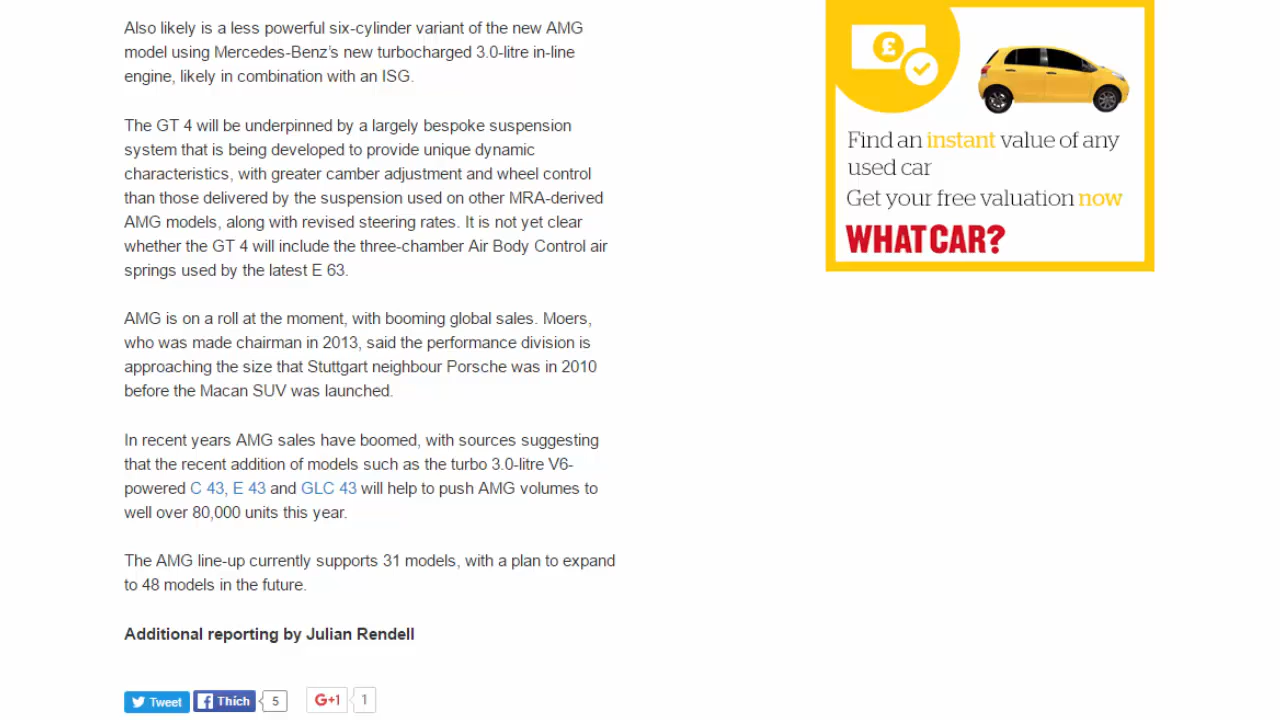 Also likely is a less powerful six-cylinder variant of the new AMG
model using Mercedes-Benz's new turbocharged 3.0-litre in-line
engine, likely in combination with an ISG.
The GT 4 will be underpinned by a largely bespoke suspension
system that is being developed to provide unique dynamic
characteristics, with greater camber adjustment and wheel control
than those delivered by the suspension used on other MRA-derived
AMG models, along with revised steering rates. It is not yet clear
whether the GT 4 will include the three-chamber Air Body Control air
springs used by the latest E 63.
AMG is on a roll at the moment, with booming global sales. Moers,
who was made chairman in 2013, said the performance division is
approaching the size that Stuttgart neighbour Porsche was in 2010
before the Macan SUV was launched.
In recent years AMG sales have boomed, with sources suggesting
that the recent addition of models such as the turbo 3.0-litre V6-
powered C 43, E 43 and GLC 43 will help to push AMG volumes to
well over 80,000 units this year.
The AMG line-up currently supports 31 models, with a plan to expand
to 48 models in the future.
Additional reporting by Julian Rendell
Tweet Thích 5 G+1 1
£
Find an instant value of any
used car
Get your free valuation now
WHAT CAR?